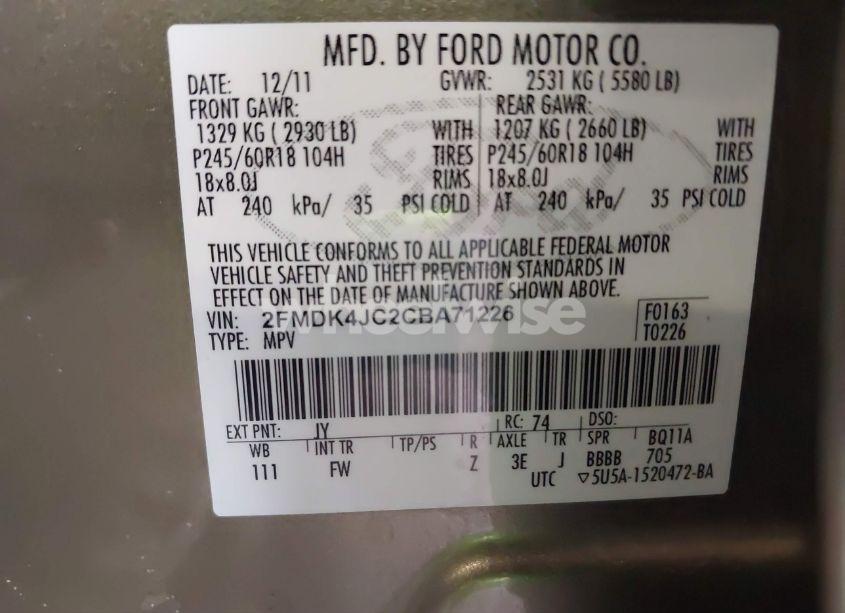 MFD. BY FORD MOTOR CO.
DATE: 12/11 GVWR: 2531 KG ( 5580 LB)
FRONT GAWR: REAR GAWR:
1329 KG ( 2930 LB) WITH 1207 KG ( 2660 LB) WITH
P245/60R18 104H TIRES P245/60R18 104H TIRES
18x8.0J RIMS 18x8.0J RIMS
AT 240 kPa/ 35 PSI COLD AT 240 kPa/ 35 PSI COLD
THIS VEHICLE CONFORMS TO ALL APPLICABLE FEDERAL MOTOR
VEHICLE SAFETY AND THEFT PREVENTION STANDARDS IN
EFFECT ON THE DATE OF MANUFACTURE SHOWN ABOVE.
VIN: 2FMDK4JC2CBA71226 F0163
TYPE: MPV T0226
wheelwise
EXT PNT: JY RC: 74 DSO:
WB INT TR TP/PS R AXLE TR SPR BQ11A
111 FW Z 3E J BBBB 705
UTC ▽5U5A-1520472-BA